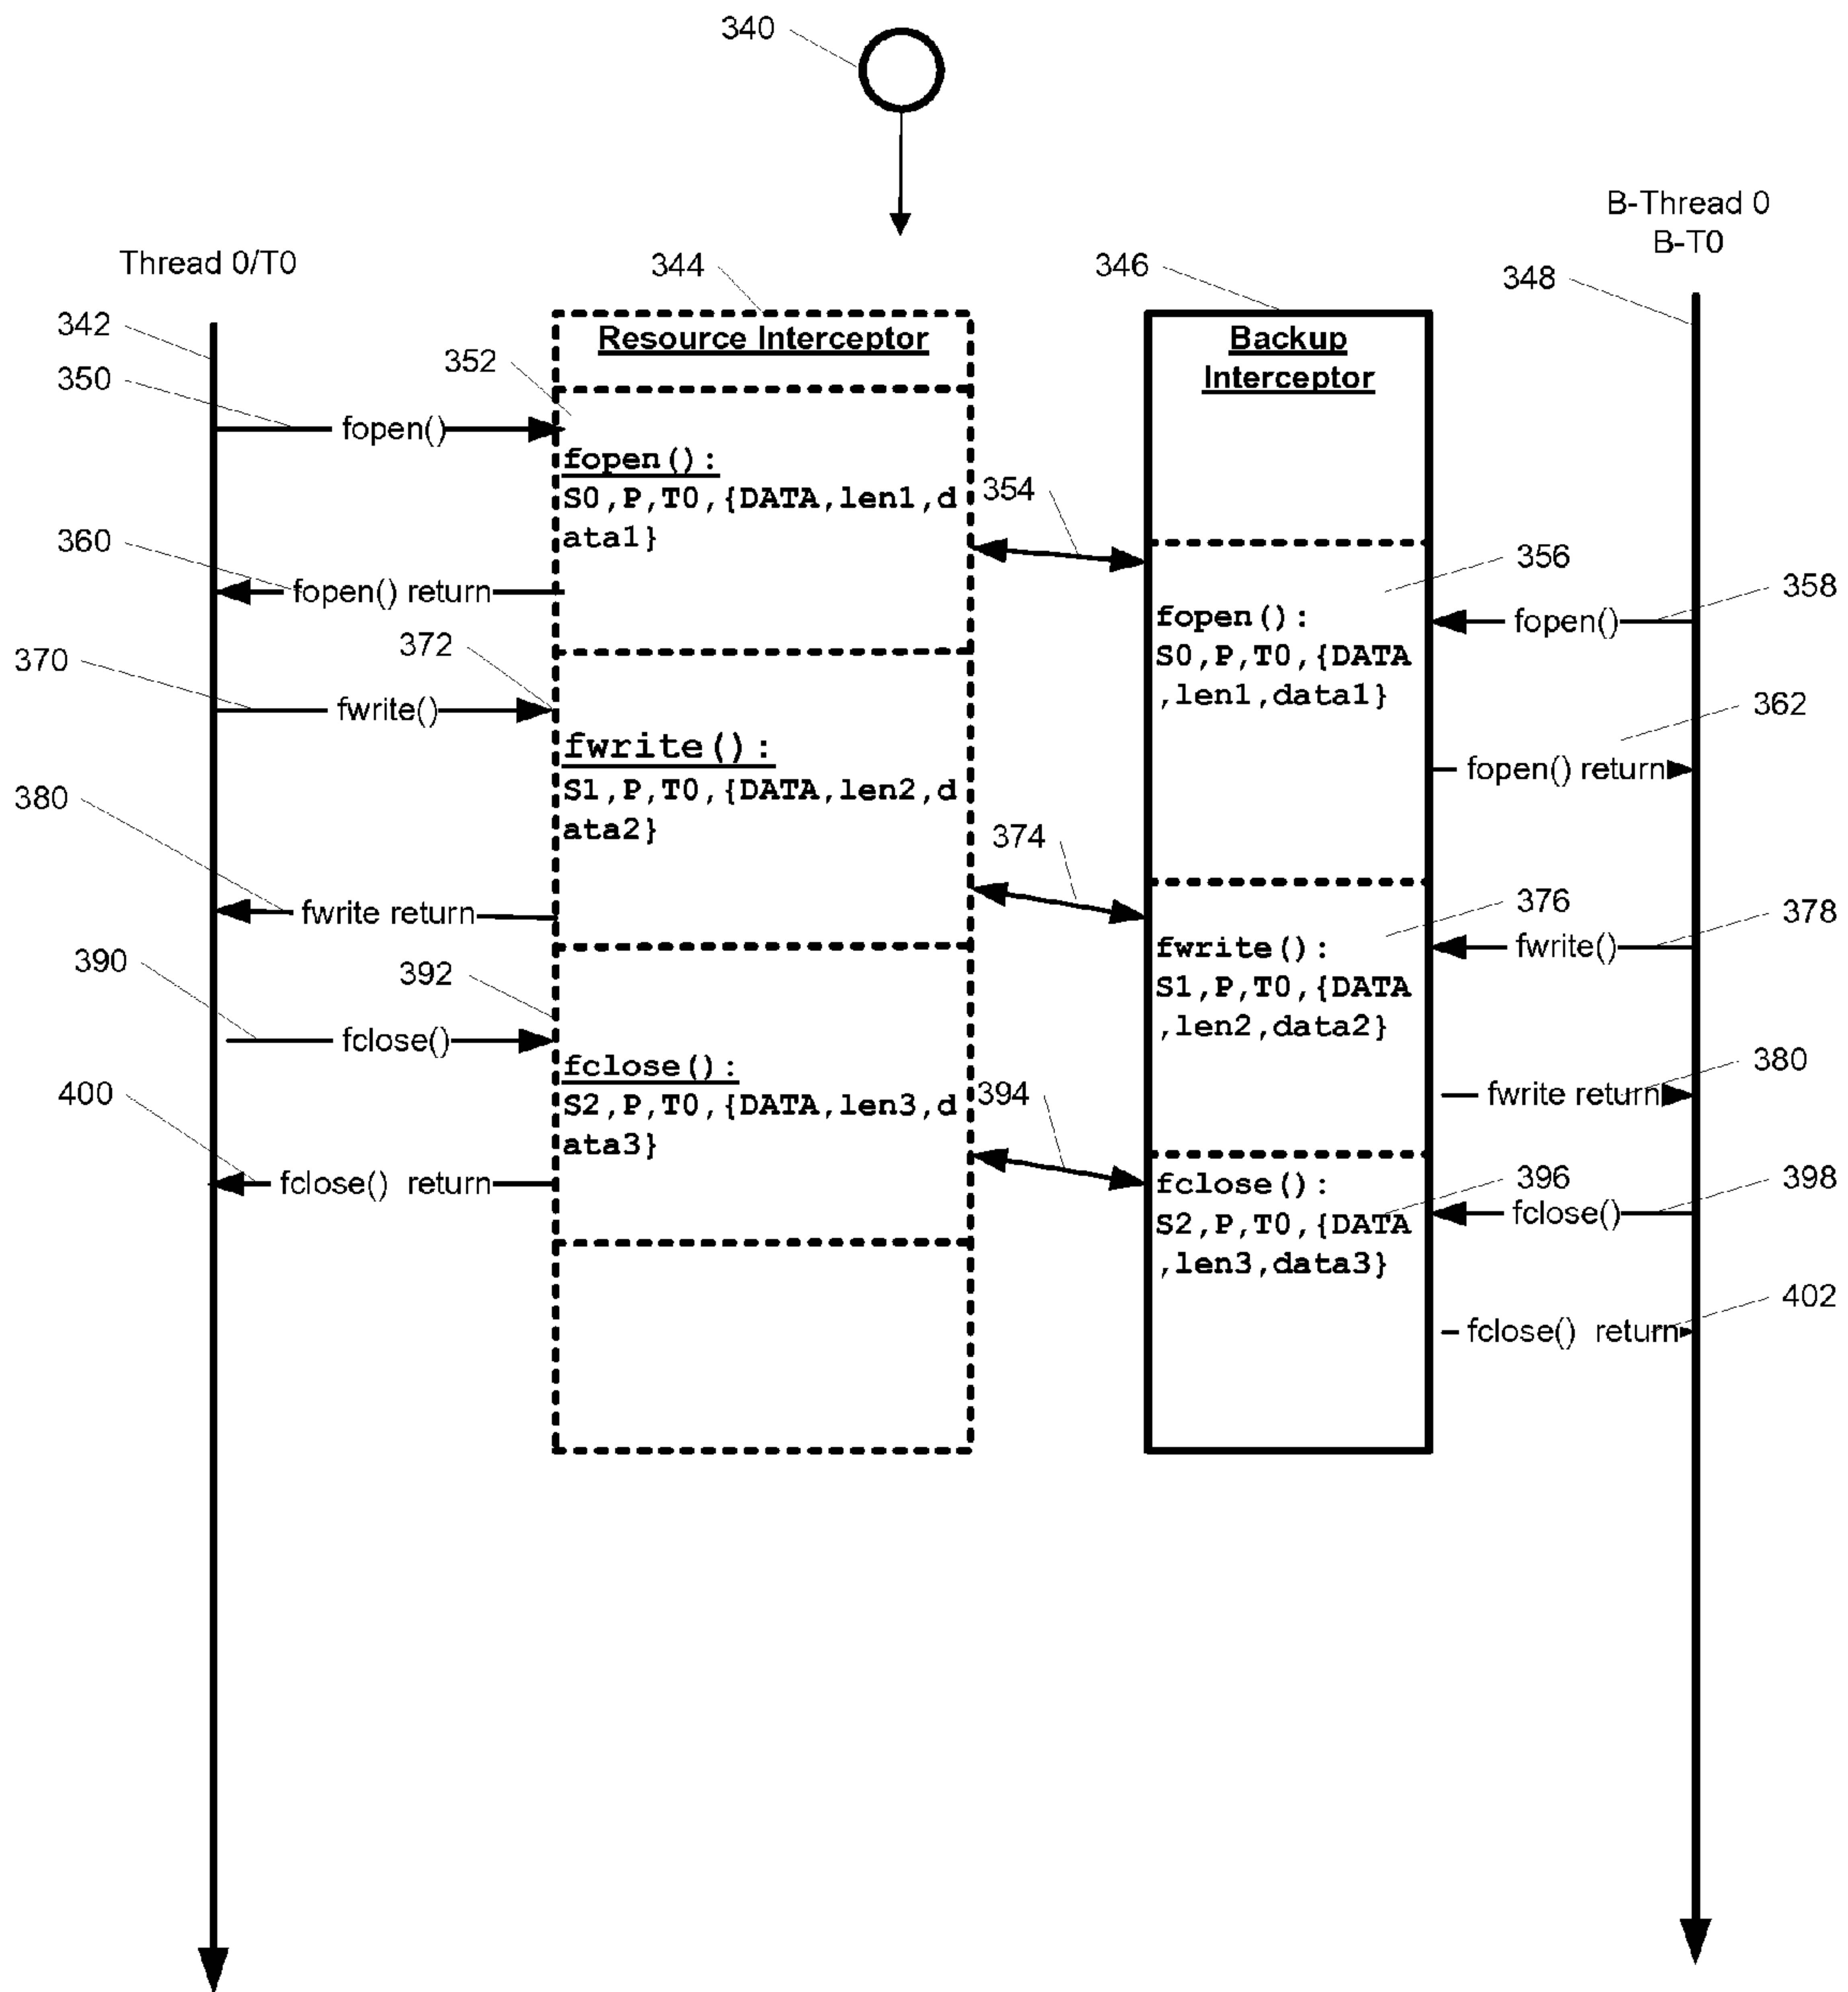 340
B-Thread 0
B-T0
Thread 0/T0
344
346
348
342
Resource Interceptor
Backup
Interceptor
352
350
fopen()
fopen():
S0,P,T0,{DATA,len1,d
ata1}
354
360
356
fopen() return
358
fopen()
fopen():
S0,P,T0,{DATA
,len1,data1}
372
370
fwrite()
362
fwrite():
S1,P,T0,{DATA,len2,d
ata2}
fopen() return
380
374
fwrite return
376
378
fwrite()
fwrite():
S1,P,T0,{DATA
,len2,data2}
390
392
fclose()
fclose():
S2,P,T0,{DATA,len3,d
ata3}
380
fwrite return
400
394
fclose() return
396
398
fclose()
fclose():
S2,P,T0,{DATA
,len3,data3}
402
fclose() return